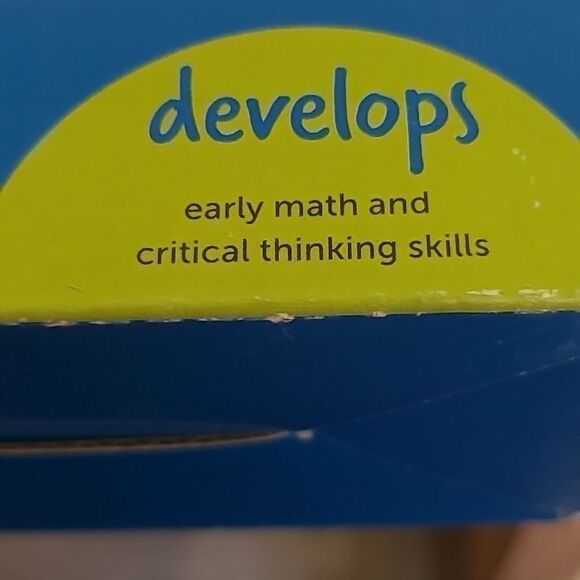 develops
early math and
critical thinking skills